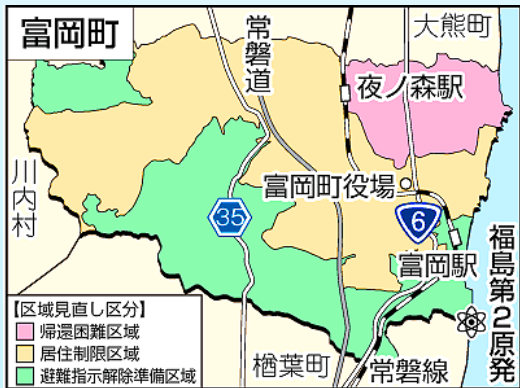 富岡町
常磐道
大熊町
夜ノ森駅
川内村
富岡町役場
35
6
富岡駅
福島第2原発
【区域見直し区分】
帰還困難区域
居住制限区域
避難指示解除準備区域
楢葉町
常磐線